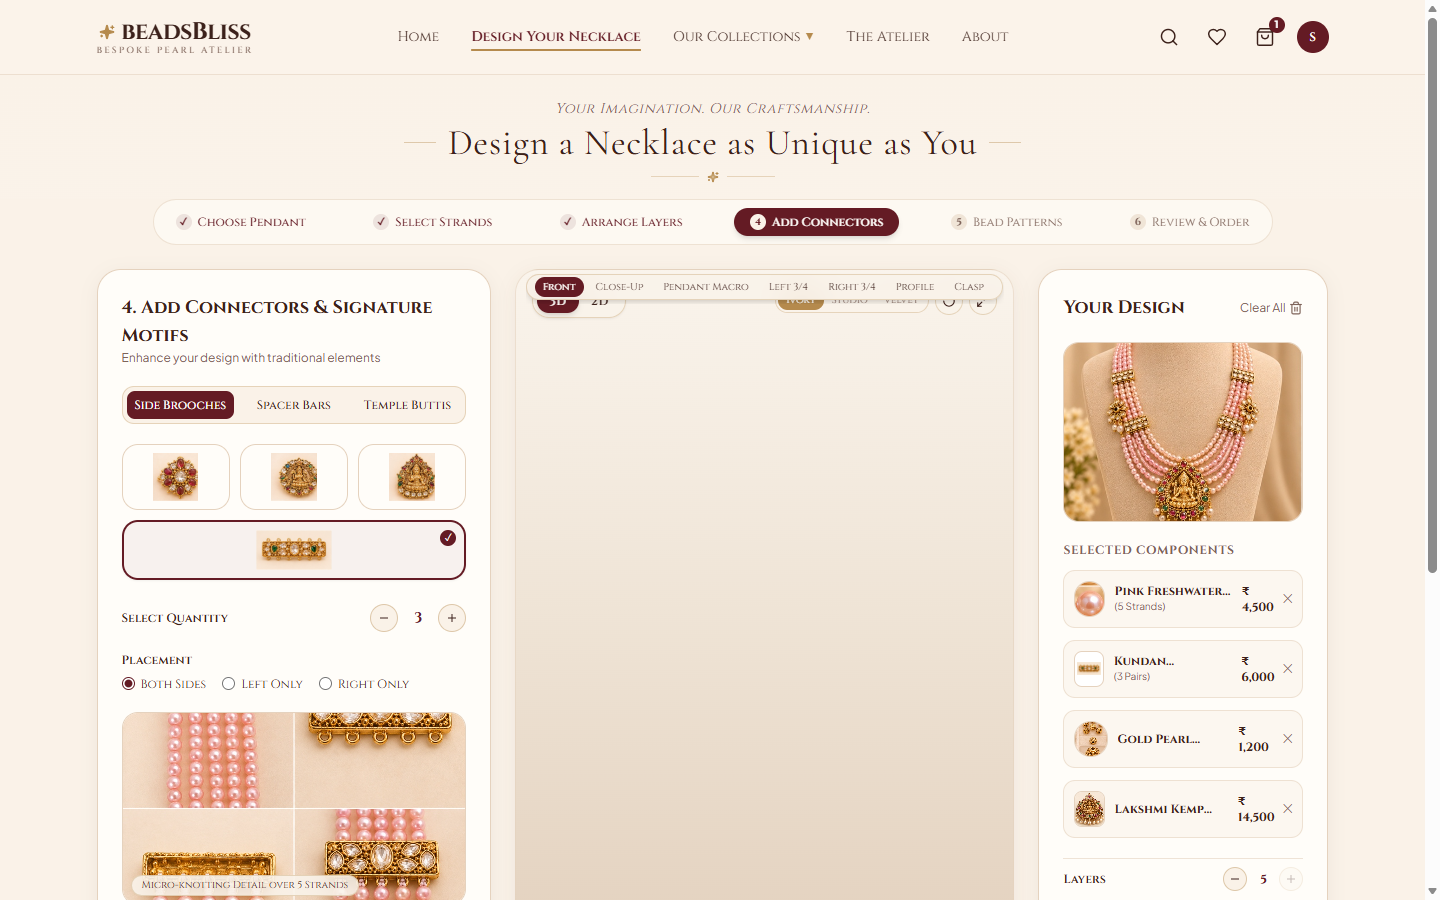 BEADSBLISS
BESPOKE PEARL ATELIER
HOME
DESIGN YOUR NECKLACE
OUR COLLECTIONS ▼
THE ATELIER
ABOUT
1
S
YOUR IMAGINATION. OUR CRAFTSMANSHIP.
Design a Necklace as Unique as You
✓ CHOOSE PENDANT
✓ SELECT STRANDS
✓ ARRANGE LAYERS
4 ADD CONNECTORS
5 BEAD PATTERNS
6 REVIEW & ORDER
4. ADD CONNECTORS & SIGNATURE
MOTIFS
Enhance your design with traditional elements
SIDE BROOCHES
SPACER BARS
TEMPLE BUTTIS
SELECT QUANTITY
− 3 +
PLACEMENT
BOTH SIDES
LEFT ONLY
RIGHT ONLY
MICRO-KNOTTING DETAIL OVER 5 STRANDS
FRONT
CLOSE-UP
PENDANT MACRO
LEFT 3/4
RIGHT 3/4
PROFILE
CLASP
3D
2D
IVORY
STUDIO
VELVET
YOUR DESIGN
Clear All
SELECTED COMPONENTS
PINK FRESHWATER...
(5 Strands)
₹
4,500
KUNDAN...
(3 Pairs)
₹
6,000
GOLD PEARL...
₹
1,200
LAKSHMI KEMP...
₹
14,500
LAYERS
− 5 +